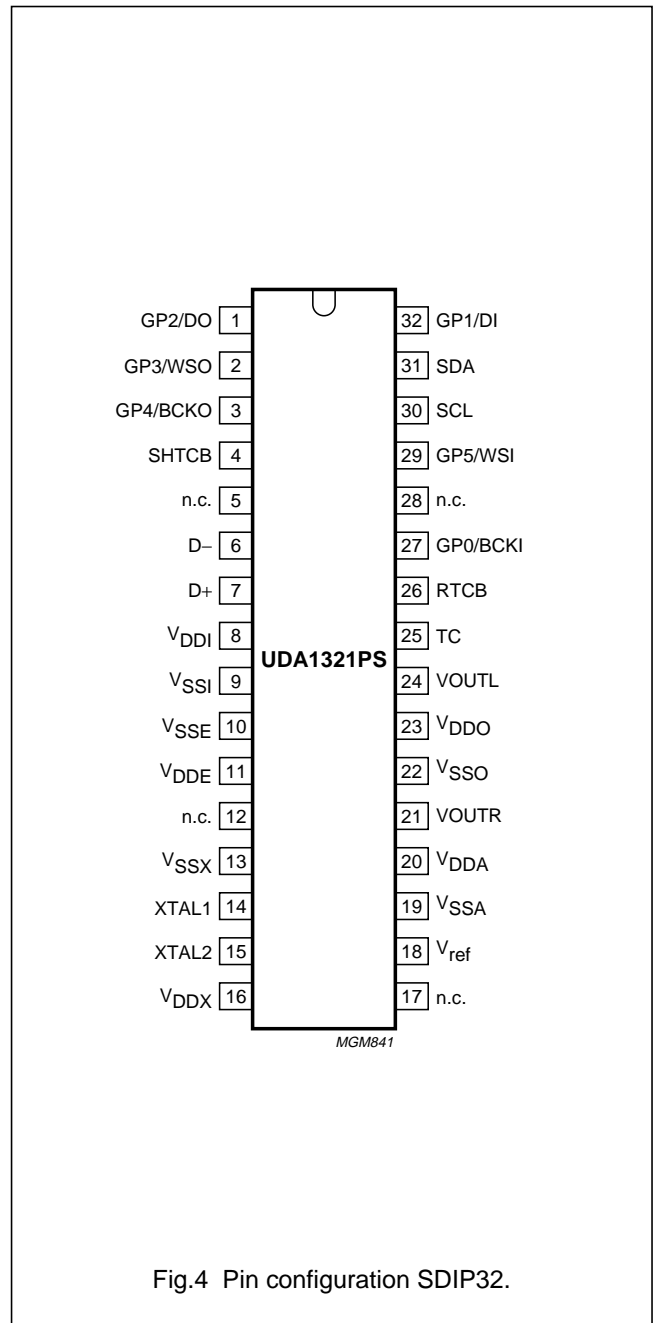 GP2/DO 1 32 GP1/DI
GP3/WSO 2 31 SDA
GP4/BCKO 3 30 SCL
SHTCB 4 29 GP5/WSI
n.c. 5 28 n.c.
D− 6 27 GP0/BCKI
D+ 7 26 RTCB
VDDI 8 25 TC
UDA1321PS
VSSI 9 24 VOUTL
VSSE 10 23 VDDO
VDDE 11 22 VSSO
n.c. 12 21 VOUTR
VSSX 13 20 VDDA
XTAL1 14 19 VSSA
XTAL2 15 18 Vref
VDDX 16 17 n.c.
MGM841
Fig.4 Pin configuration SDIP32.